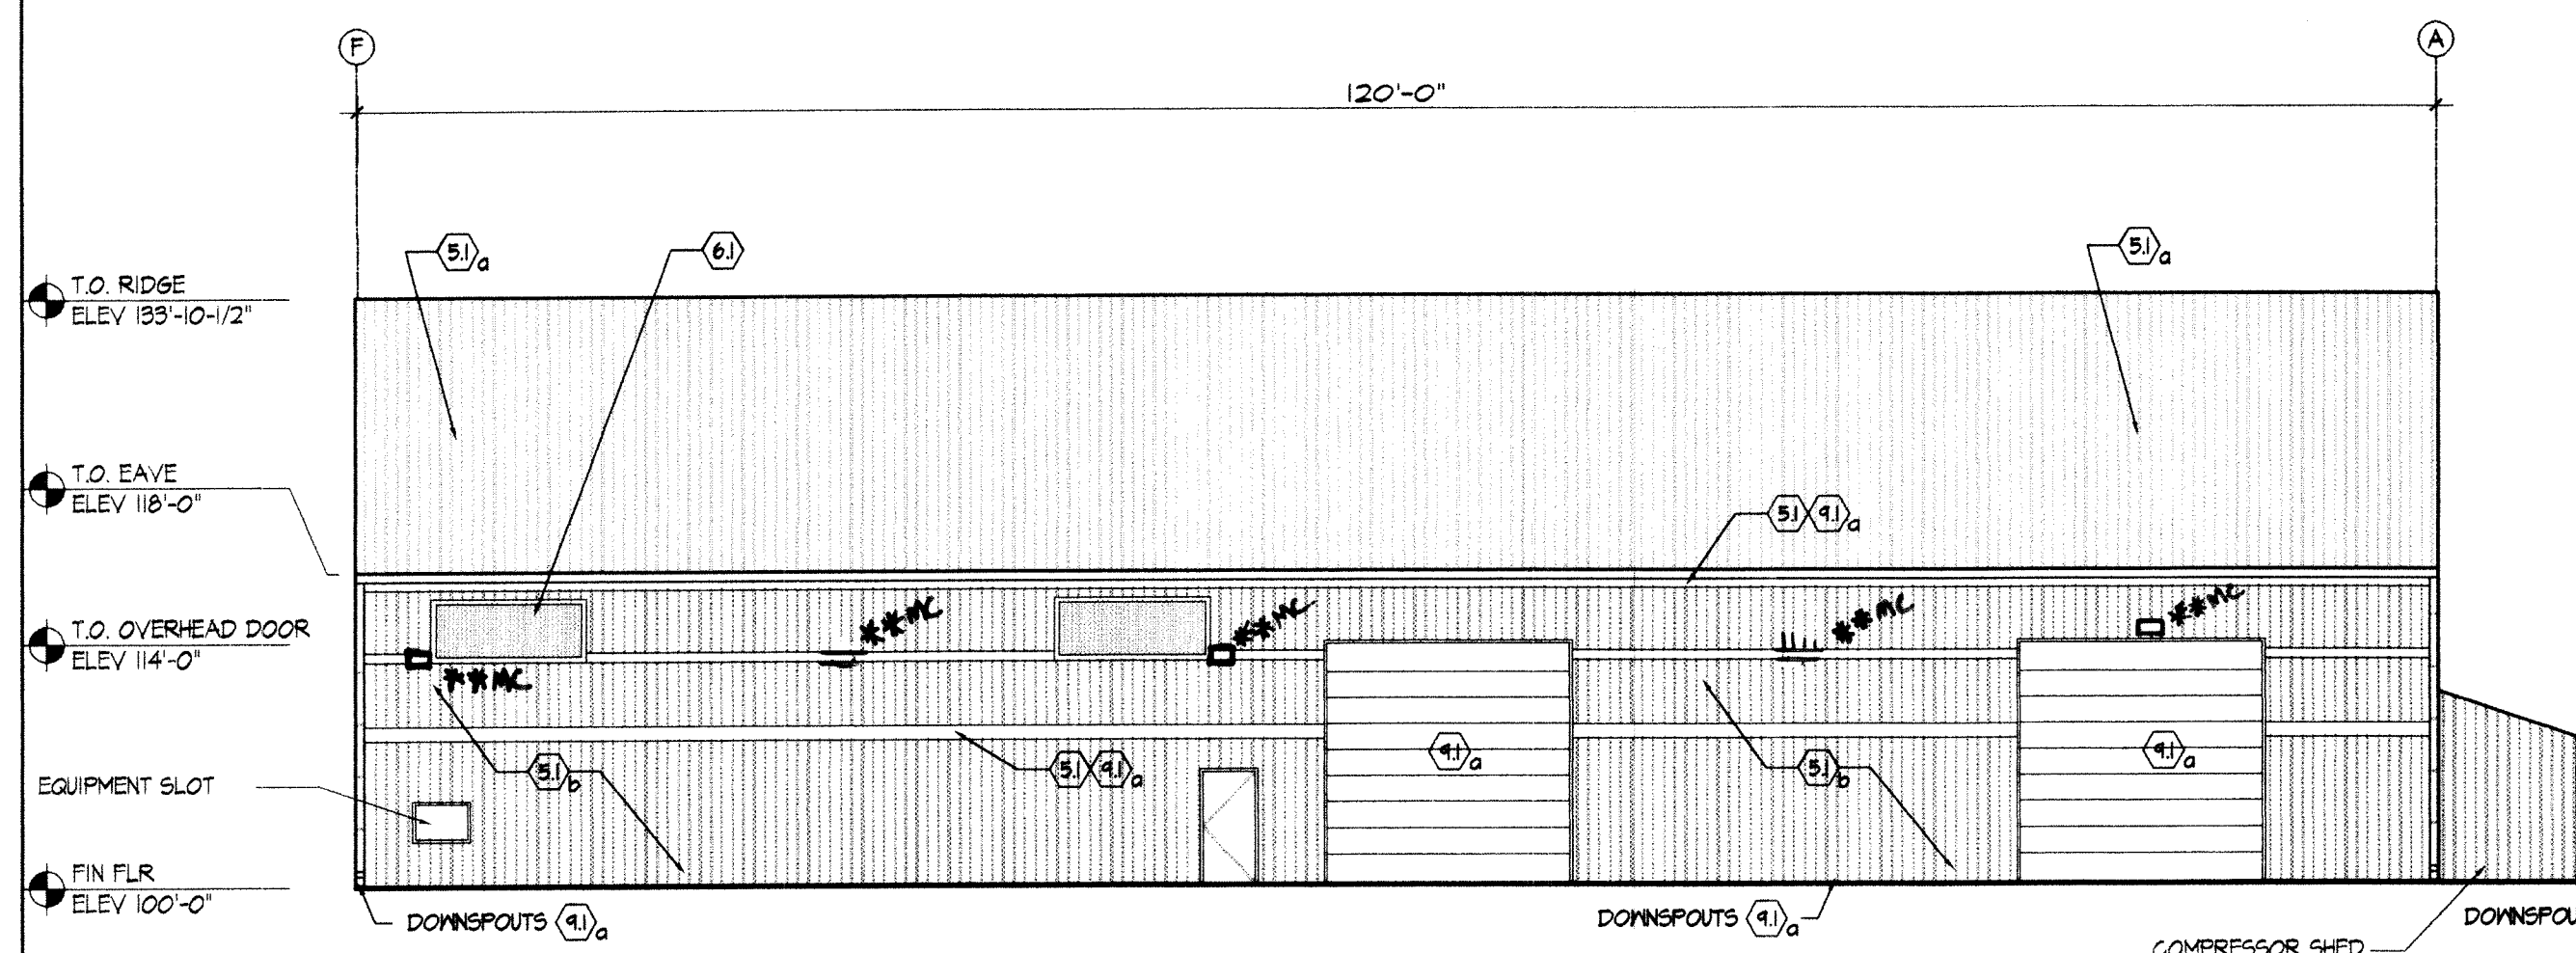 F
A
120'-0"
5.1 a
6.1
5.1 a
T.O. RIDGE
ELEV 133'-10-1/2"
T.O. EAVE
ELEV 118'-0"
5.1 9.1 a
**MC
**MC
**MC
**MC
T.O. OVERHEAD DOOR
ELEV 114'-0"
**MC
9.1 a
9.1 a
5.1 b
5.1 9.1 a
5.1 b
EQUIPMENT SLOT
FIN FLR
ELEV 100'-0"
DOWNSPOUTS 9.1 a
DOWNSPOUTS 9.1 a
DOWNSPOU
COMPRESSOR SHED